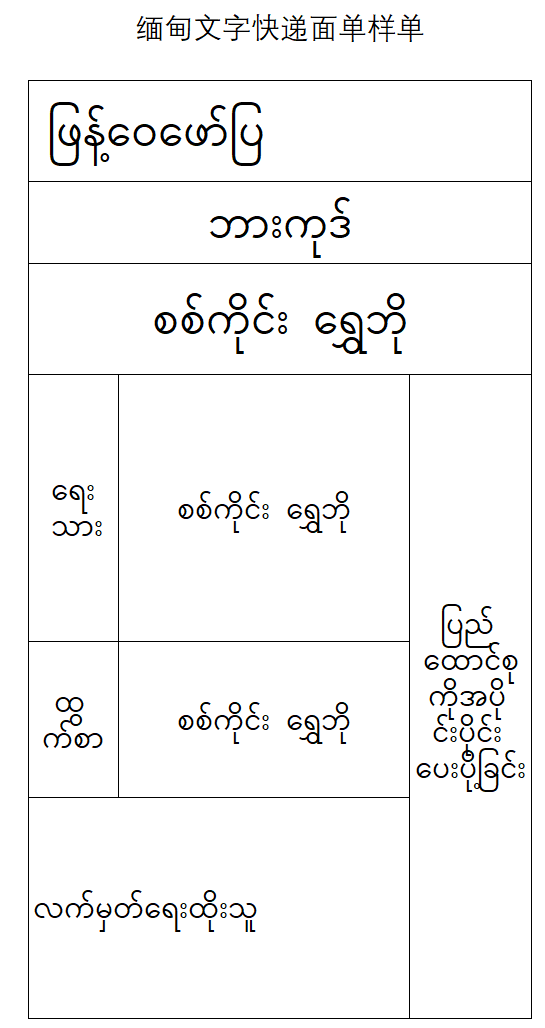 缅甸文字快递面单样单
ဖြန့်ဝေဖော်ပြ
ဘားကုဒ်
စစ်ကိုင်း ရွှေဘို
ရေး
သား
စစ်ကိုင်း ရွှေဘို
ထွ
က်စာ
စစ်ကိုင်း ရွှေဘို
လက်မှတ်ရေးထိုးသူ
ပြည်
ထောင်စု
ကိုအပို
င်းပိုင်း
ပေးပို့ခြင်း